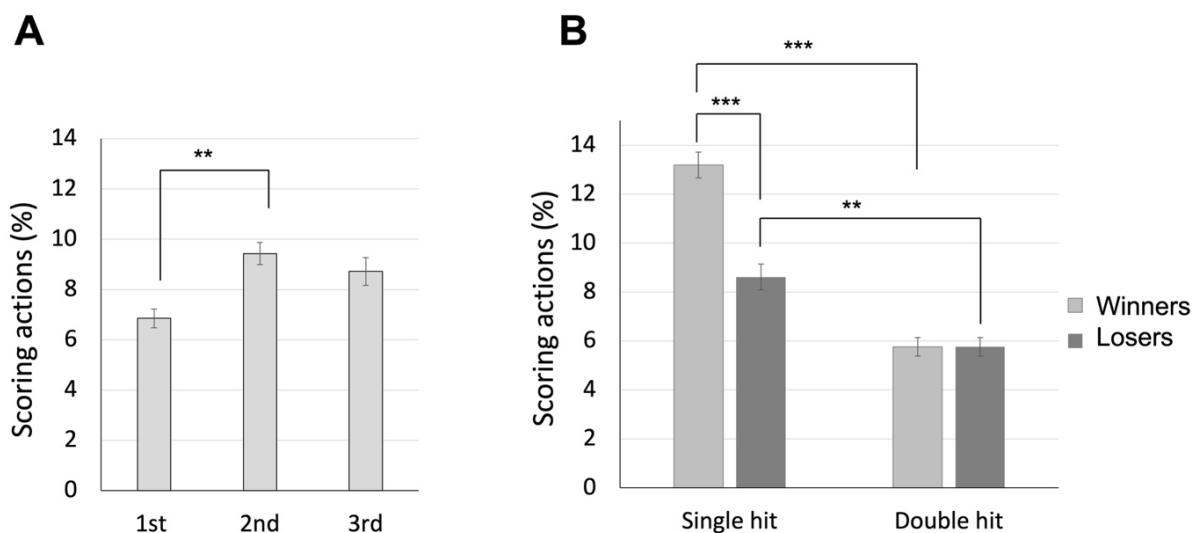 A
Scoring actions (%)
14
12
10
8
6
4
2
0
**
1st 2nd 3rd
B
Scoring actions (%)
14
12
10
8
6
4
2
0
***
***
**
Single hit Double hit
Winners
Losers